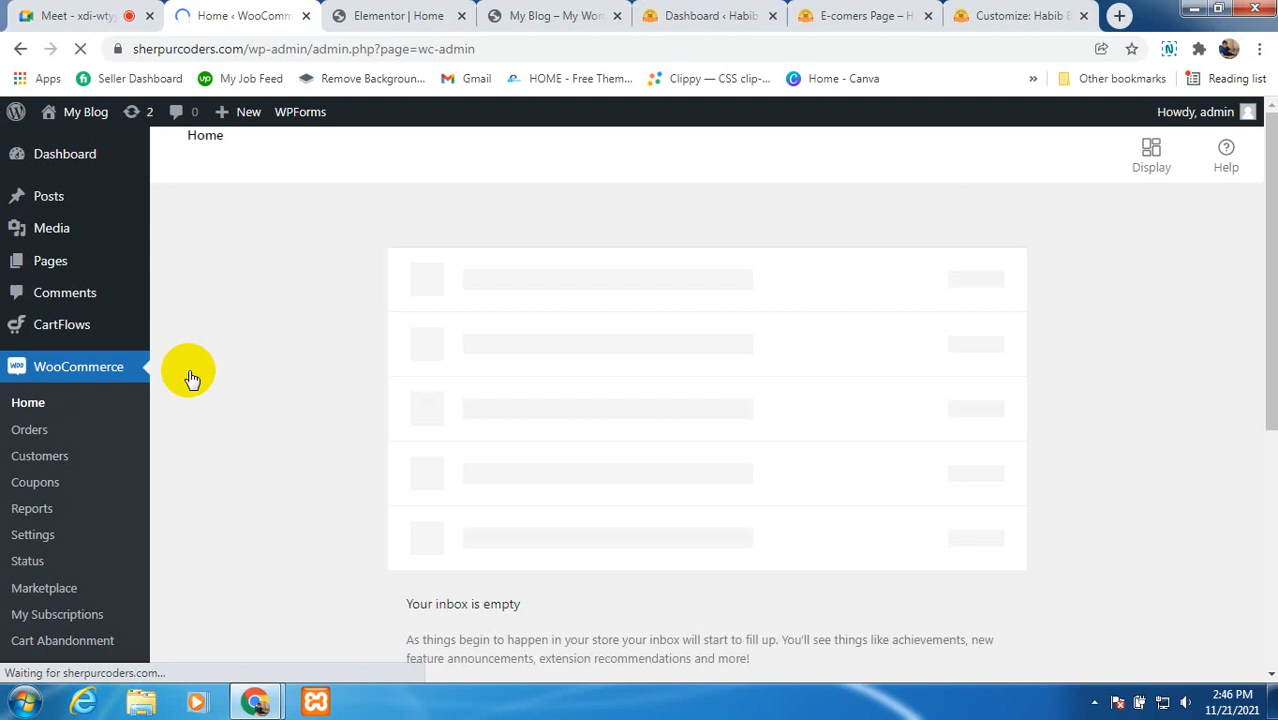 Meet - xdi-wty
Home ‹ WooComm
Elementor | Home
My Blog – My Wor
Dashboard ‹ Habib
E-comers Page – H
Customize: Habib E
sherpurcoders.com/wp-admin/admin.php?page=wc-admin
Apps
Seller Dashboard
My Job Feed
Remove Backgroun...
Gmail
HOME - Free Them...
Clippy — CSS clip-...
Home - Canva
»
Other bookmarks
Reading list
My Blog
2
0
New
WPForms
Howdy, admin
Dashboard
Posts
Media
Pages
Comments
CartFlows
WooCommerce
Home
Orders
Customers
Coupons
Reports
Settings
Status
Marketplace
My Subscriptions
Cart Abandonment
Home
Display
Help
Your inbox is empty
As things begin to happen in your store your inbox will start to fill up. You'll see things like achievements, new
feature announcements, extension recommendations and more!
Waiting for sherpurcoders.com...
2:46 PM
11/21/2021